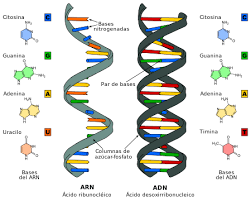 Citosina C
C Citosina
Bases
nitrogenadas
Guanina G
G Guanina
Par de bases
Adenina A
A Adenina
Uracilo U
T Timina
Columnas de
azúcar-fosfato
Bases
del ARN
ARN
Ácido ribonucléico
ADN
Ácido desoxirribonucleico
Bases
del ADN